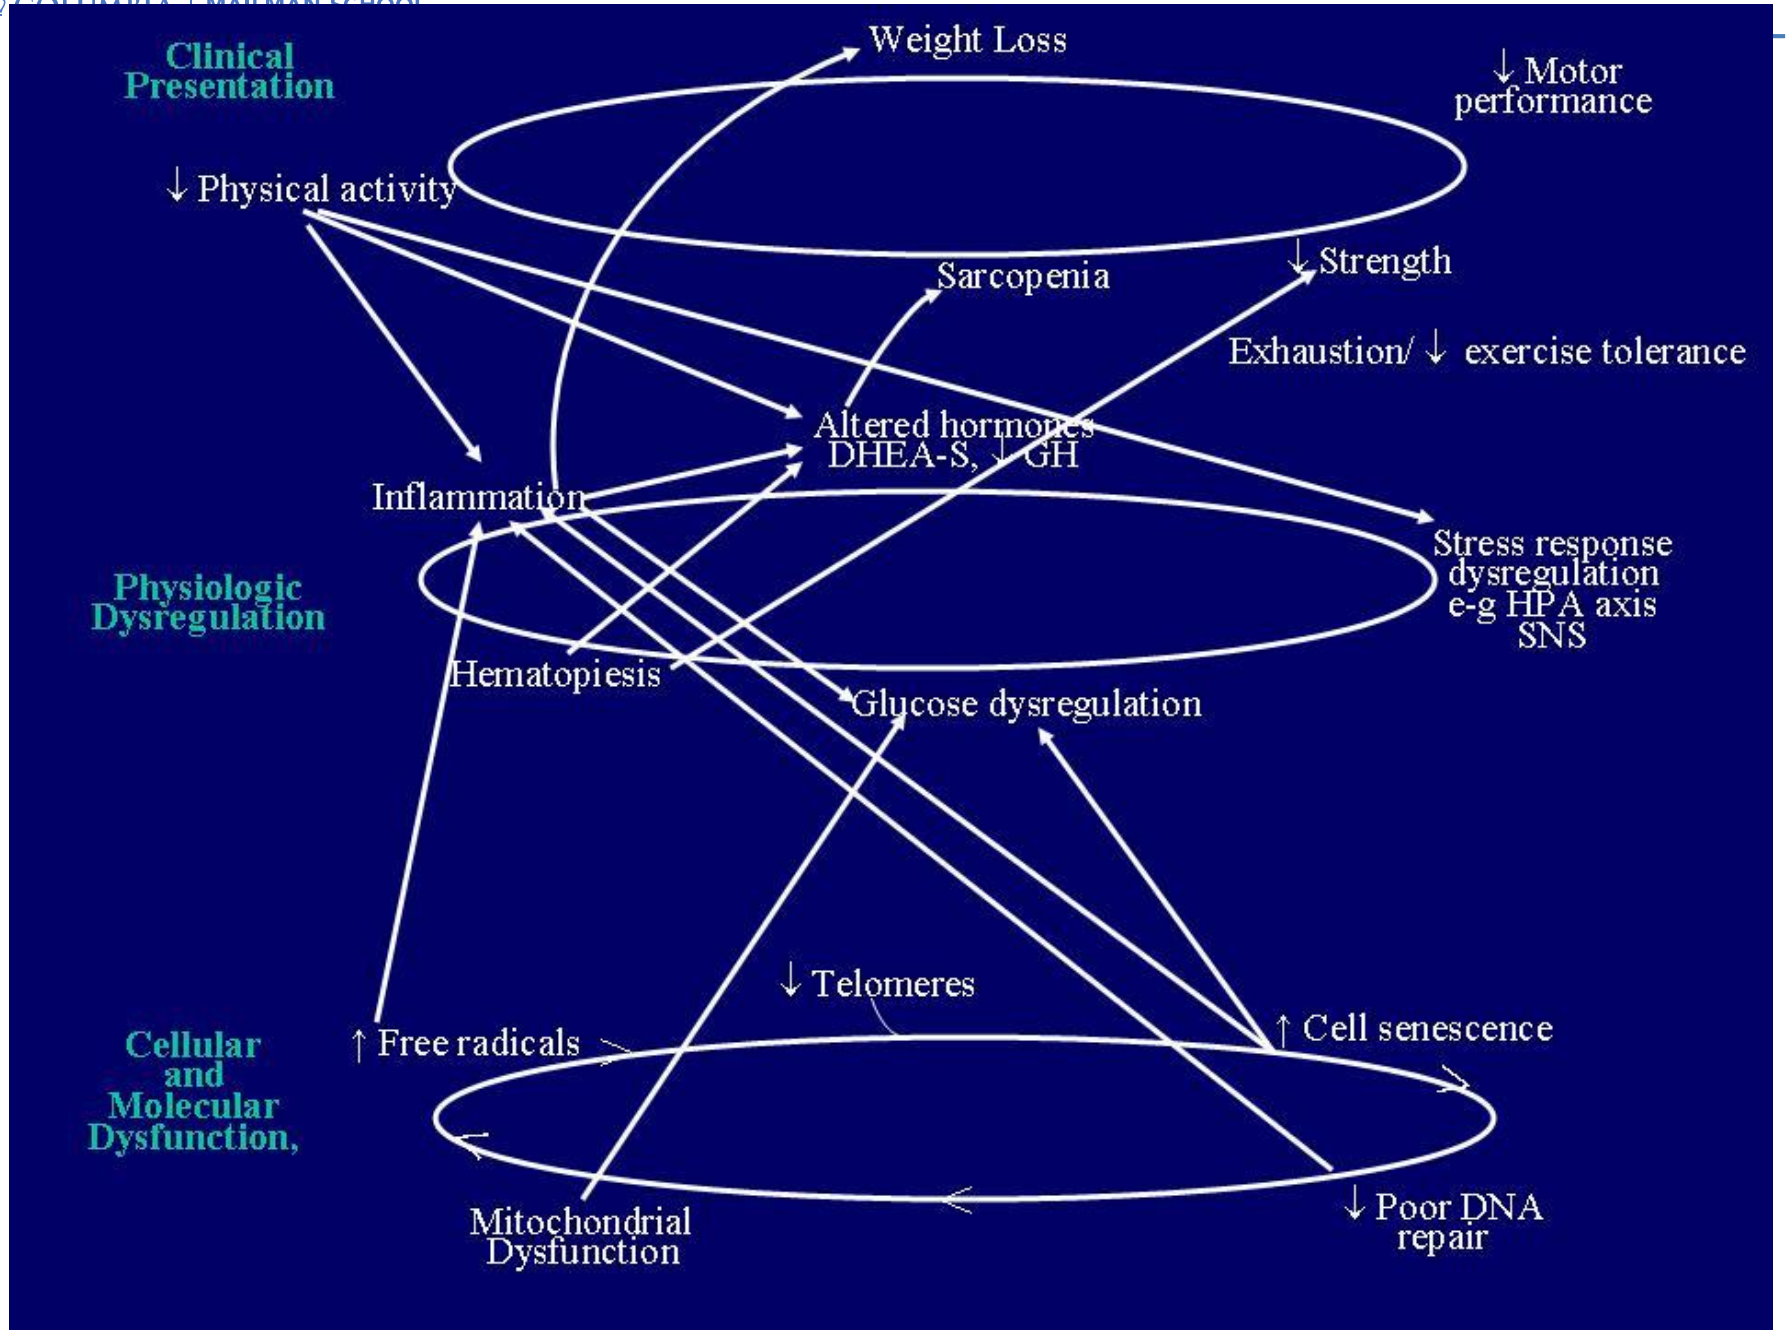 Clinical
Presentation
Weight Loss
↓ Motor
performance
↓ Physical activity
Sarcopenia
↓ Strength
Exhaustion/ ↓ exercise tolerance
Altered hormones
DHEA-S, ↓ GH
Inflammation
Stress response
dysregulation
e-g HPA axis
SNS
Physiologic
Dysregulation
Hematopiesis
Glucose dysregulation
↓ Telomeres
↑ Free radicals
↑ Cell senescence
Cellular
and
Molecular
Dysfunction,
Mitochondrial
Dysfunction
↓ Poor DNA
repair